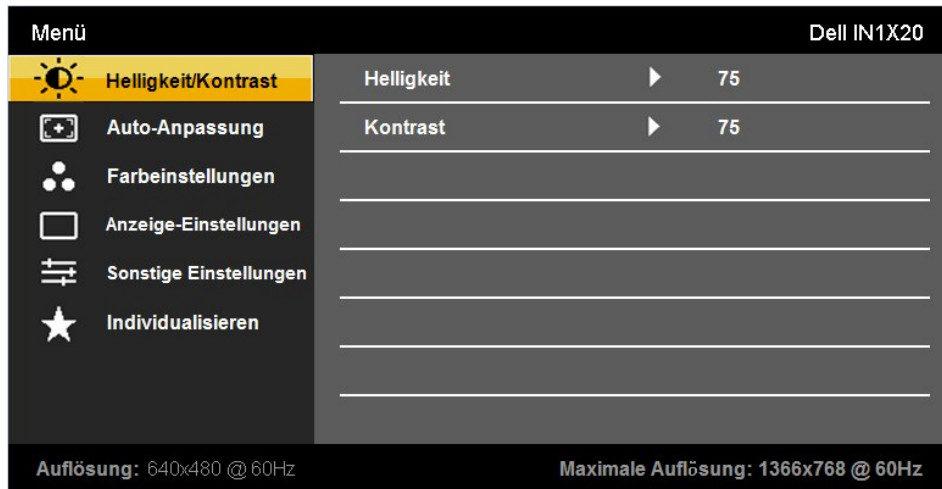 Menü Dell IN1X20
Helligkeit/Kontrast Helligkeit 75
Auto-Anpassung Kontrast 75
Farbeinstellungen
Anzeige-Einstellungen
Sonstige Einstellungen
Individualisieren
Auflösung: 640x480 @ 60Hz Maximale Auflösung: 1366x768 @ 60Hz